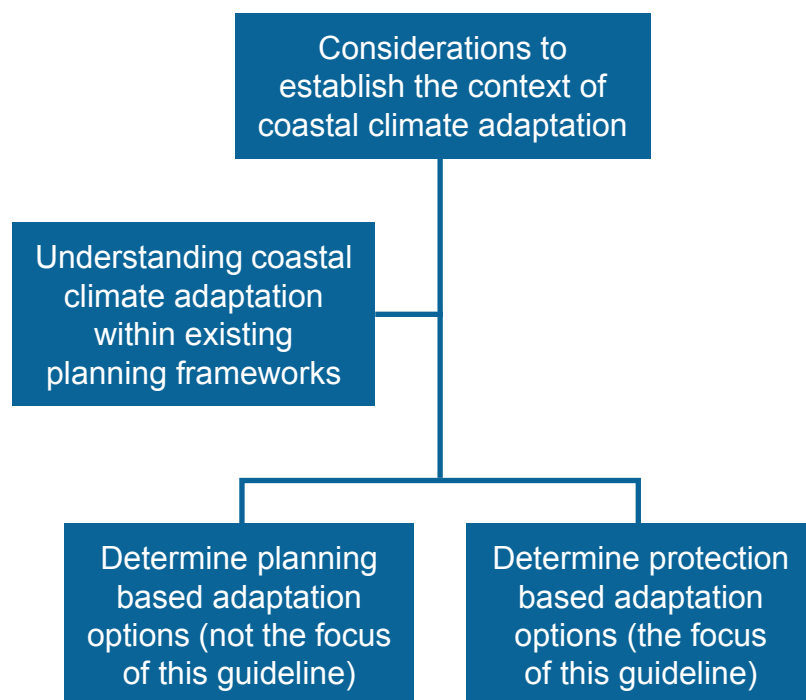 Considerations to
establish the context of
coastal climate adaptation
Understanding coastal
climate adaptation
within existing
planning frameworks
Determine planning
based adaptation
options (not the focus
of this guideline)
Determine protection
based adaptation
options (the focus
of this guideline)